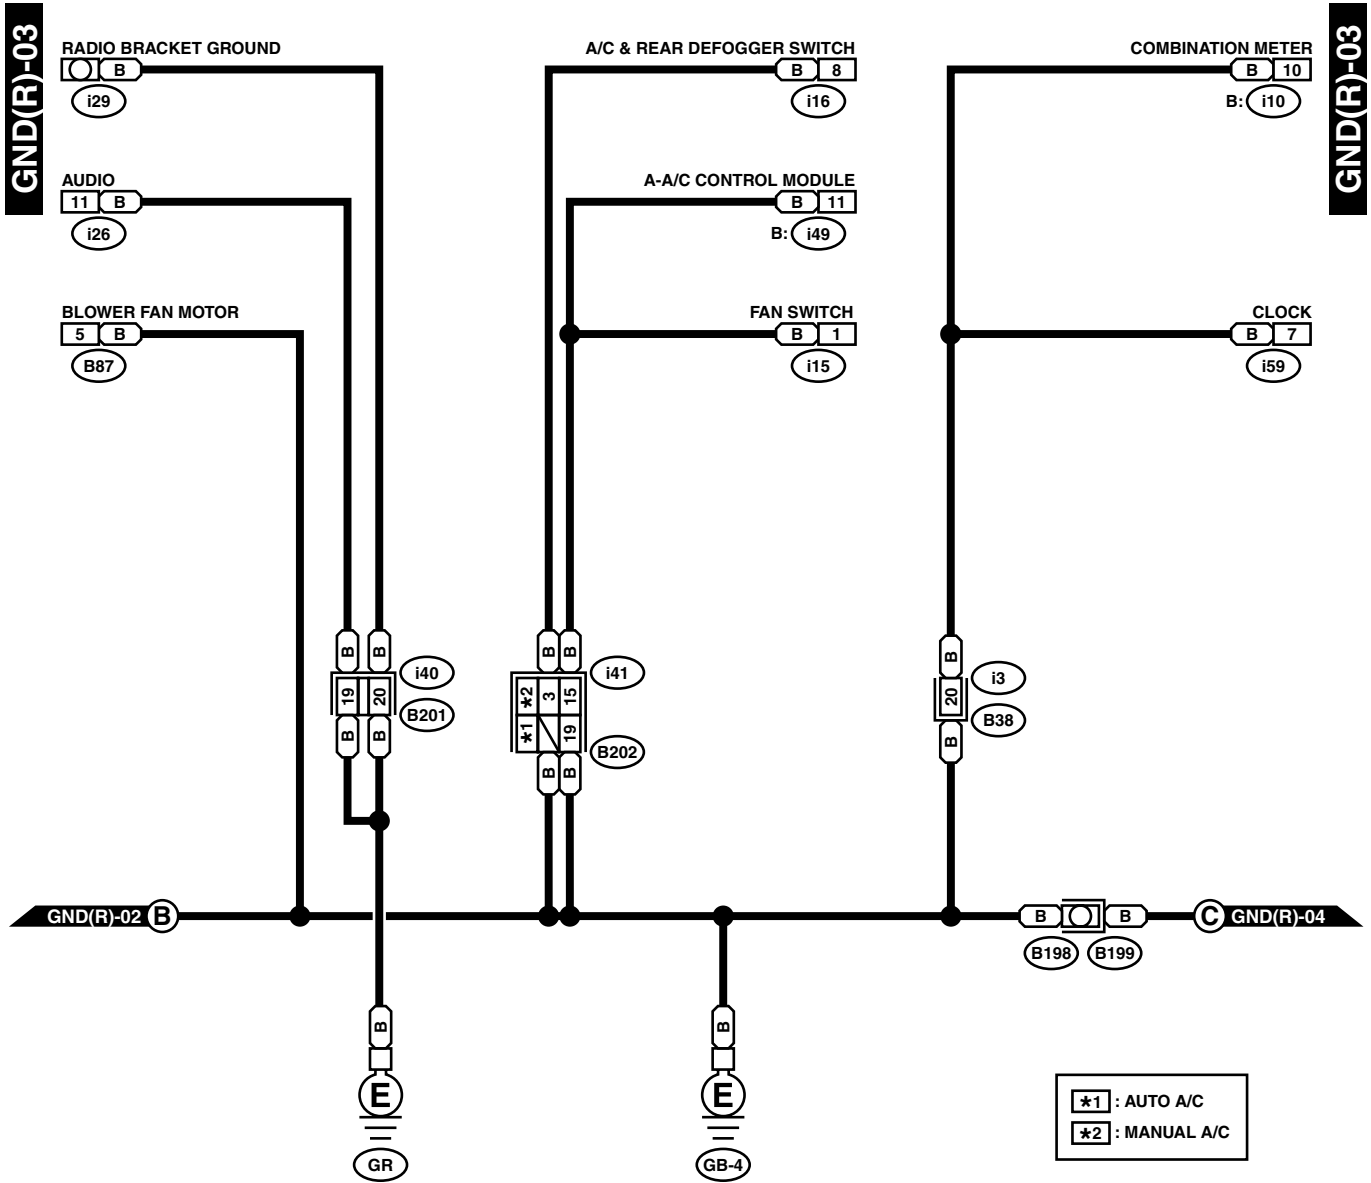 GND(R)-03
GND(R)-03
RADIO BRACKET GROUND
B
i29
A/C & REAR DEFOGGER SWITCH
B 8
i16
COMBINATION METER
B 10
B: i10
AUDIO
11 B
i26
A-A/C CONTROL MODULE
B 11
B: i49
BLOWER FAN MOTOR
5 B
B87
FAN SWITCH
B 1
i15
CLOCK
B 7
i59
B B
19 20
B B
i40
B201
B B
*2 3 15
*1 19
B B
i41
B202
B
20
B
i3
B38
GND(R)-02 B
B B
B198 B199
C GND(R)-04
B
E
GR
B
E
GB-4
*1 : AUTO A/C
*2 : MANUAL A/C